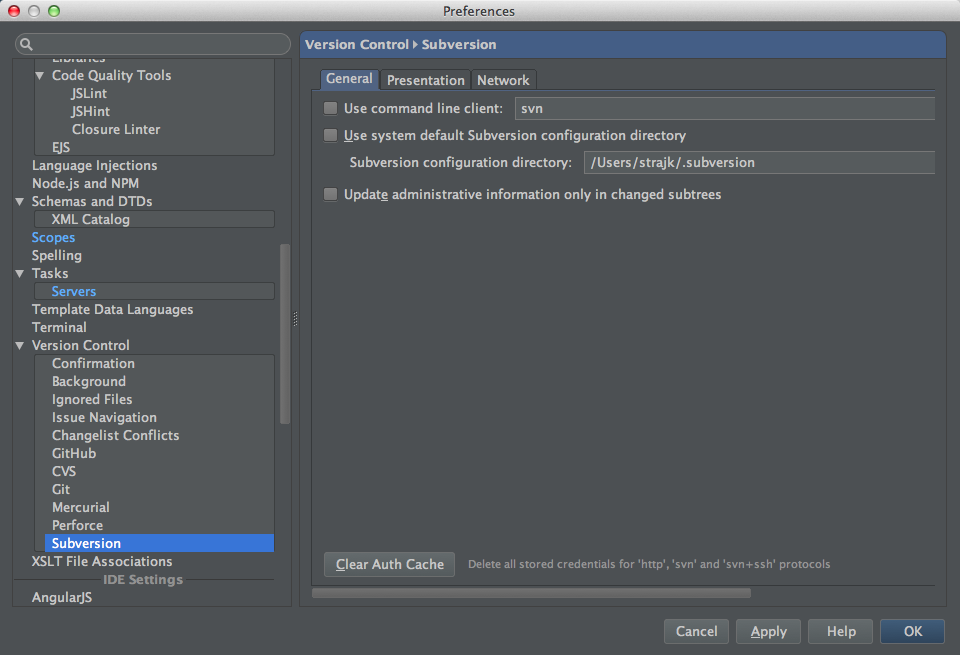 Preferences
Libraries
Code Quality Tools
JSLint
JSHint
Closure Linter
EJS
Language Injections
Node.js and NPM
Schemas and DTDs
XML Catalog
Scopes
Spelling
Tasks
Servers
Template Data Languages
Terminal
Version Control
Confirmation
Background
Ignored Files
Issue Navigation
Changelist Conflicts
GitHub
CVS
Git
Mercurial
Perforce
Subversion
XSLT File Associations
IDE Settings
AngularJS
Version Control Subversion
General Presentation Network
Use command line client: svn
Use system default Subversion configuration directory
Subversion configuration directory: /Users/strajk/.subversion
Update administrative information only in changed subtrees
Clear Auth Cache Delete all stored credentials for 'http', 'svn' and 'svn+ssh' protocols
Cancel Apply Help OK